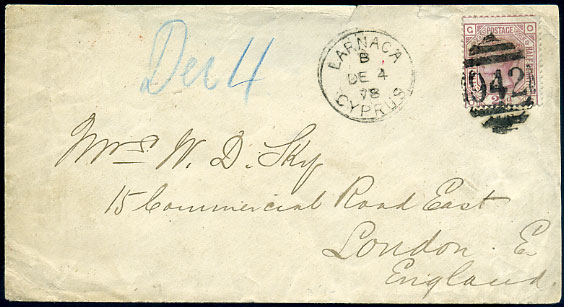 Dec 4
LARNACA
B
DE 4
78
CYPRUS
G POSTAGE O
942
Mrs W. D. Sky
15 Commercial Road East
London. E.
England.